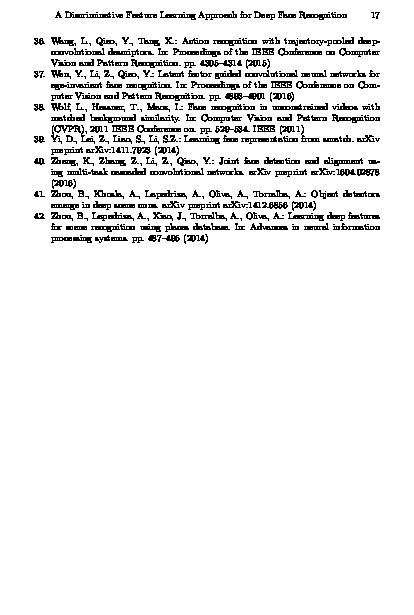 A Discriminative Feature Learning Approach for Deep Face Recognition 17
36. Wang, L., Qiao, Y., Tang, X.: Action recognition with trajectory-pooled deep-
convolutional descriptors. In: Proceedings of the IEEE Conference on Computer
Vision and Pattern Recognition. pp. 4305–4314 (2015)
37. Wen, Y., Li, Z., Qiao, Y.: Latent factor guided convolutional neural networks for
age-invariant face recognition. In: Proceedings of the IEEE Conference on Com-
puter Vision and Pattern Recognition. pp. 4893–4901 (2016)
38. Wolf, L., Hassner, T., Maoz, I.: Face recognition in unconstrained videos with
matched background similarity. In: Computer Vision and Pattern Recognition
(CVPR), 2011 IEEE Conference on. pp. 529–534. IEEE (2011)
39. Yi, D., Lei, Z., Liao, S., Li, S.Z.: Learning face representation from scratch. arXiv
preprint arXiv:1411.7923 (2014)
40. Zhang, K., Zhang, Z., Li, Z., Qiao, Y.: Joint face detection and alignment us-
ing multi-task cascaded convolutional networks. arXiv preprint arXiv:1604.02878
(2016)
41. Zhou, B., Khosla, A., Lapedriza, A., Oliva, A., Torralba, A.: Object detectors
emerge in deep scene cnns. arXiv preprint arXiv:1412.6856 (2014)
42. Zhou, B., Lapedriza, A., Xiao, J., Torralba, A., Oliva, A.: Learning deep features
for scene recognition using places database. In: Advances in neural information
processing systems. pp. 487–495 (2014)